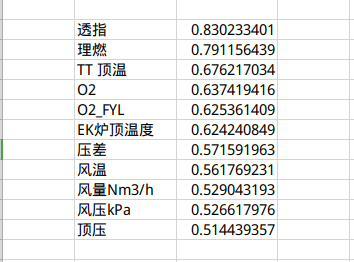 透指 0.830233401
理燃 0.791156439
TT 顶温 0.676217034
O2 0.637419416
O2_FYL 0.625361409
EK炉顶温度 0.624240849
压差 0.571591963
风温 0.561769231
风量Nm3/h 0.529043193
风压kPa 0.526617976
顶压 0.514439357